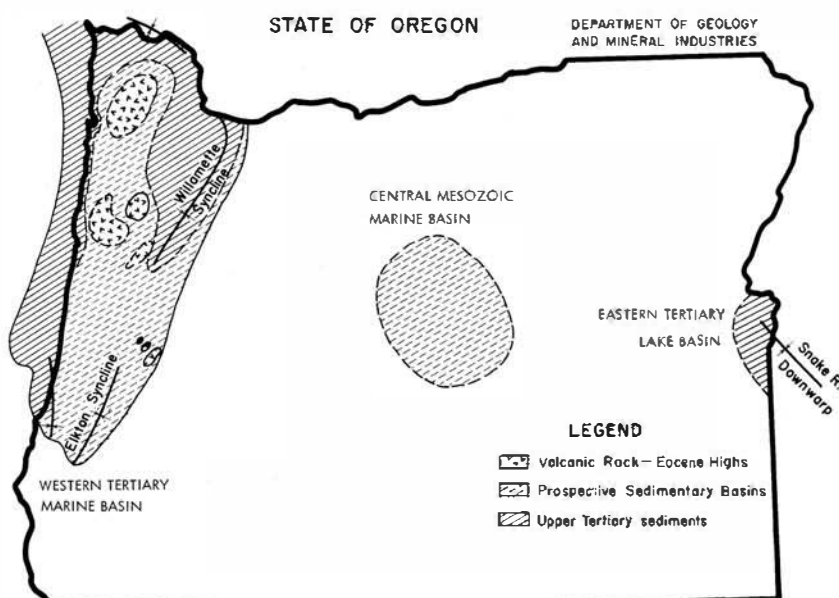 STATE OF OREGON
DEPARTMENT OF GEOLOGY
AND MINERAL INDUSTRIES
Willamette
Syncline
CENTRAL MESOZOIC
MARINE BASIN
EASTERN TERTIARY
LAKE BASIN
Snake R
Downwarp
Elkton Syncline
WESTERN TERTIARY
MARINE BASIN
LEGEND
Volcanic Rock—Eocene Highs
Prospective Sedimentary Basins
Upper Tertiary sediments